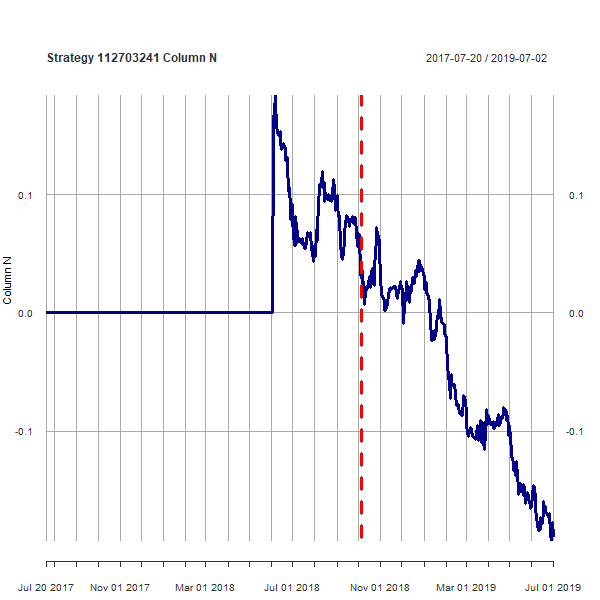 Strategy 112703241 Column N
2017-07-20 / 2019-07-02
Column N
0.1
0.1
0.0
0.0
-0.1
-0.1
Jul 20 2017
Nov 01 2017
Mar 01 2018
Jul 01 2018
Nov 01 2018
Mar 01 2019
Jul 01 2019